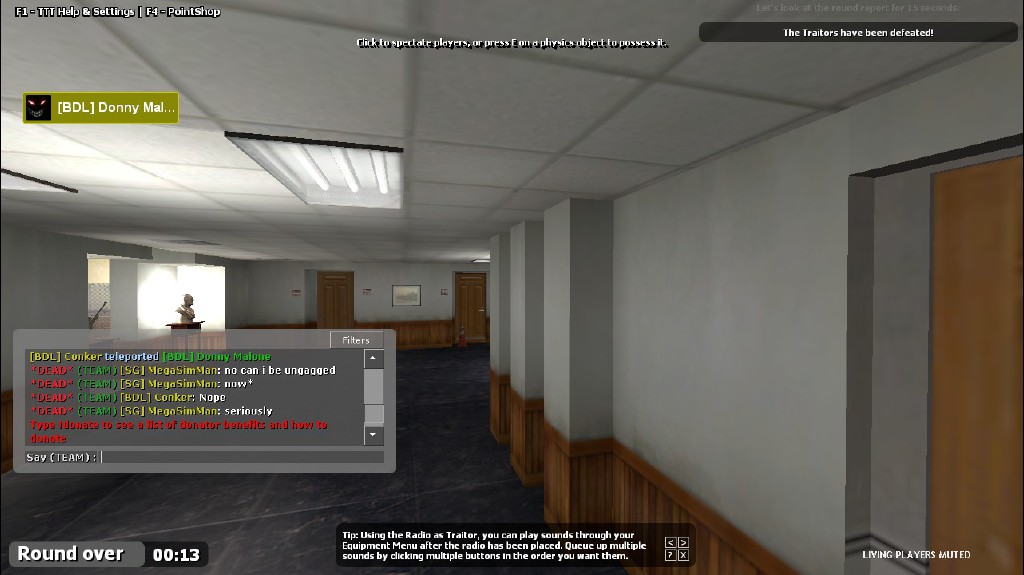 F1 - TTT Help & Settings | F4 - PointShop
Let's look at the round report for 15 seconds.
The Traitors have been defeated!
Click to spectate players, or press E on a physics object to possess it.
[BDL] Donny Mal...
Filters
[BDL] Conker teleported [BDL] Donny Malone
*DEAD* (TEAM) [SG] MegaSimMan: no can i be ungagged
*DEAD* (TEAM) [SG] MegaSimMan: now*
*DEAD* (TEAM) [BDL] Conker: Nope
*DEAD* (TEAM) [SG] MegaSimMan: seriously
Type !donate to see a list of donator benefits and how to
donate
Say (TEAM) :
Tip: Using the Radio as Traitor, you can play sounds through your
Equipment Menu after the radio has been placed. Queue up multiple
sounds by clicking multiple buttons in the order you want them.
< >
? X
Round over 00:13
LIVING PLAYERS MUTED